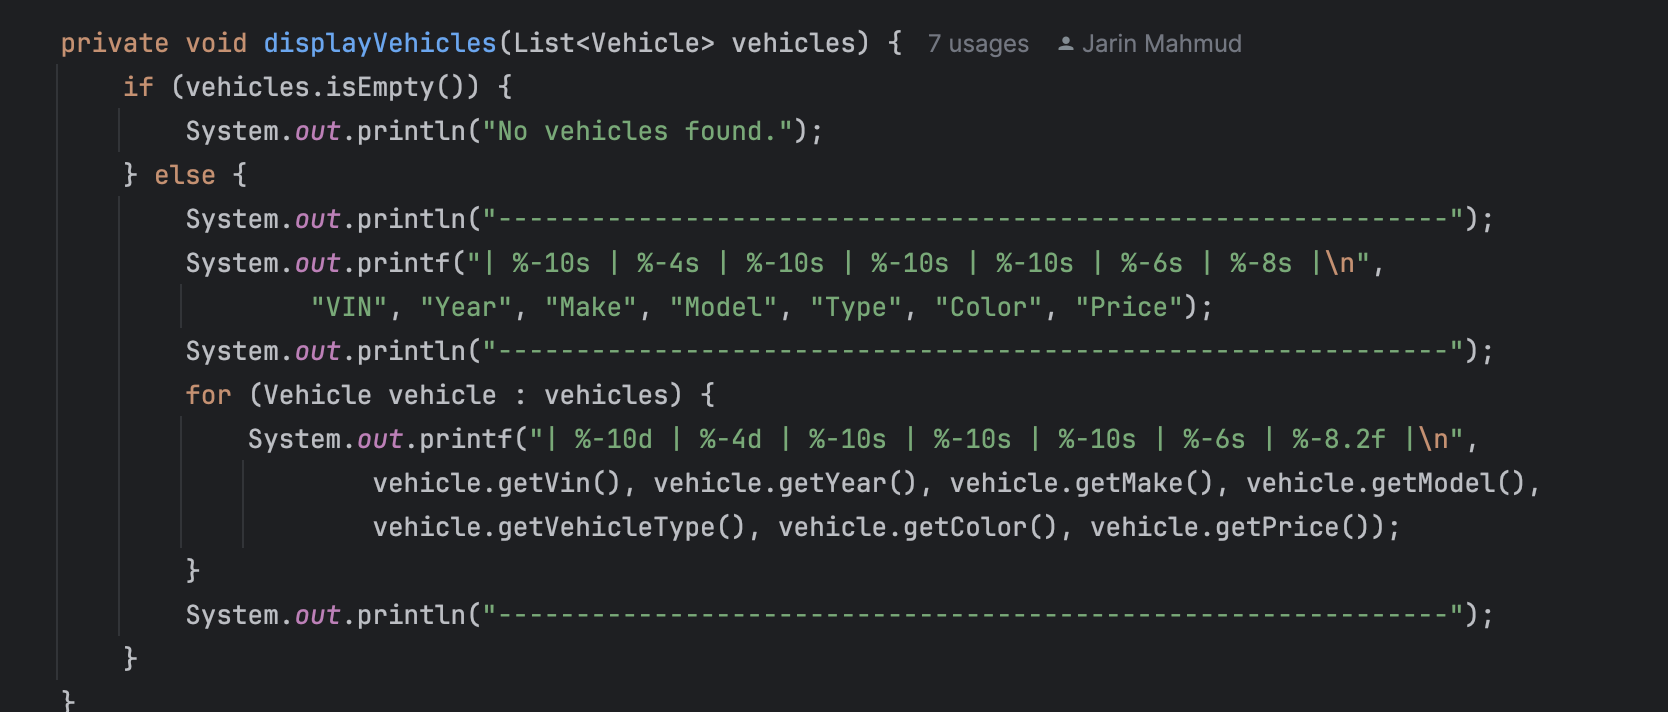 private void displayVehicles(List<Vehicle> vehicles) { 7 usages Jarin Mahmud
if (vehicles.isEmpty()) {
System.out.println("No vehicles found.");
} else {
System.out.println("-------------------------------------------------------------");
System.out.printf("| %-10s | %-4s | %-10s | %-10s | %-10s | %-6s | %-8s |\n",
"VIN", "Year", "Make", "Model", "Type", "Color", "Price");
System.out.println("-------------------------------------------------------------");
for (Vehicle vehicle : vehicles) {
System.out.printf("| %-10d | %-4d | %-10s | %-10s | %-10s | %-6s | %-8.2f |\n",
vehicle.getVin(), vehicle.getYear(), vehicle.getMake(), vehicle.getModel(),
vehicle.getVehicleType(), vehicle.getColor(), vehicle.getPrice());
}
System.out.println("-------------------------------------------------------------");
}
}